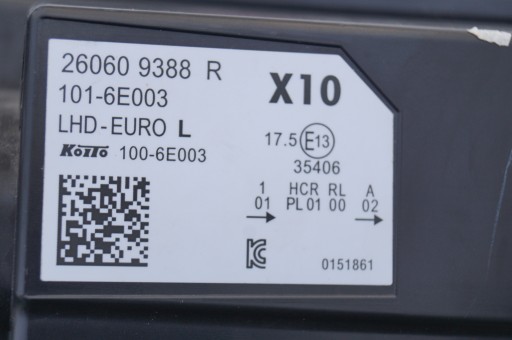 26060 9388 R
X10
101-6E003
LHD-EURO L
KOITO 100-6E003
17.5 E13
35406
1 HCR RL A
01 PL 01 00 02
KC
0151861